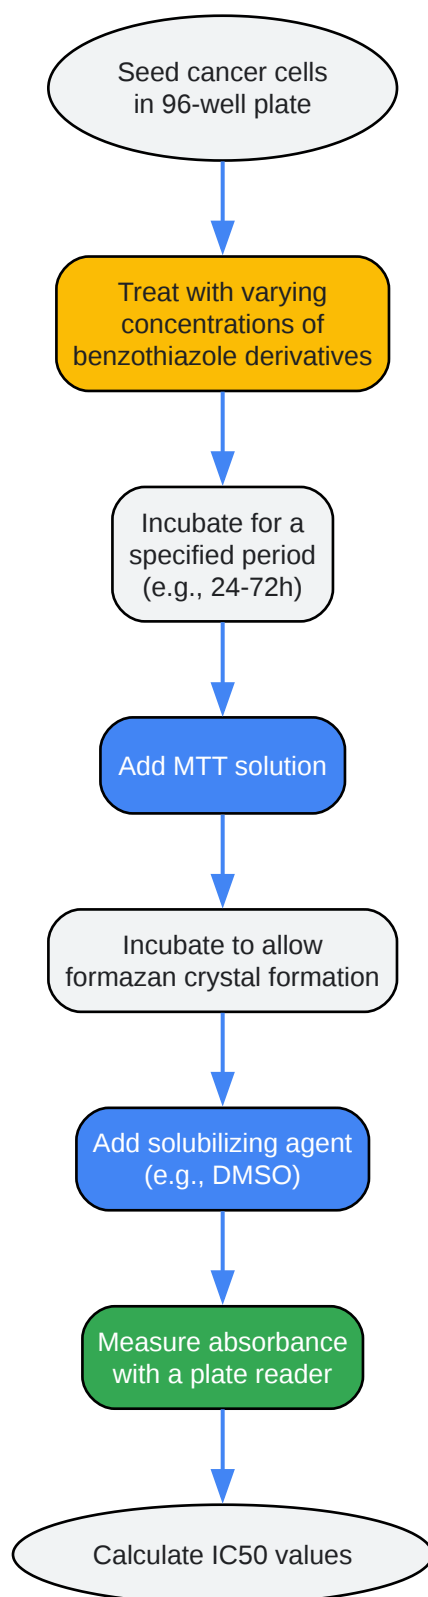 Seed cancer cells
in 96-well plate
Treat with varying
concentrations of
benzothiazole derivatives
Incubate for a
specified period
(e.g., 24-72h)
Add MTT solution
Incubate to allow
formazan crystal formation
Add solubilizing agent
(e.g., DMSO)
Measure absorbance
with a plate reader
Calculate IC50 values